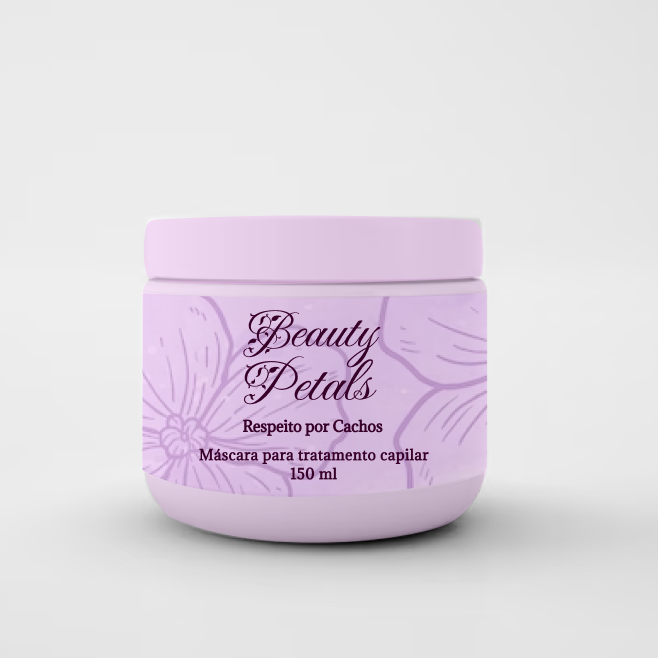 Beauty
Petals
Respeito por Cachos
Máscara para tratamento capilar
150 ml